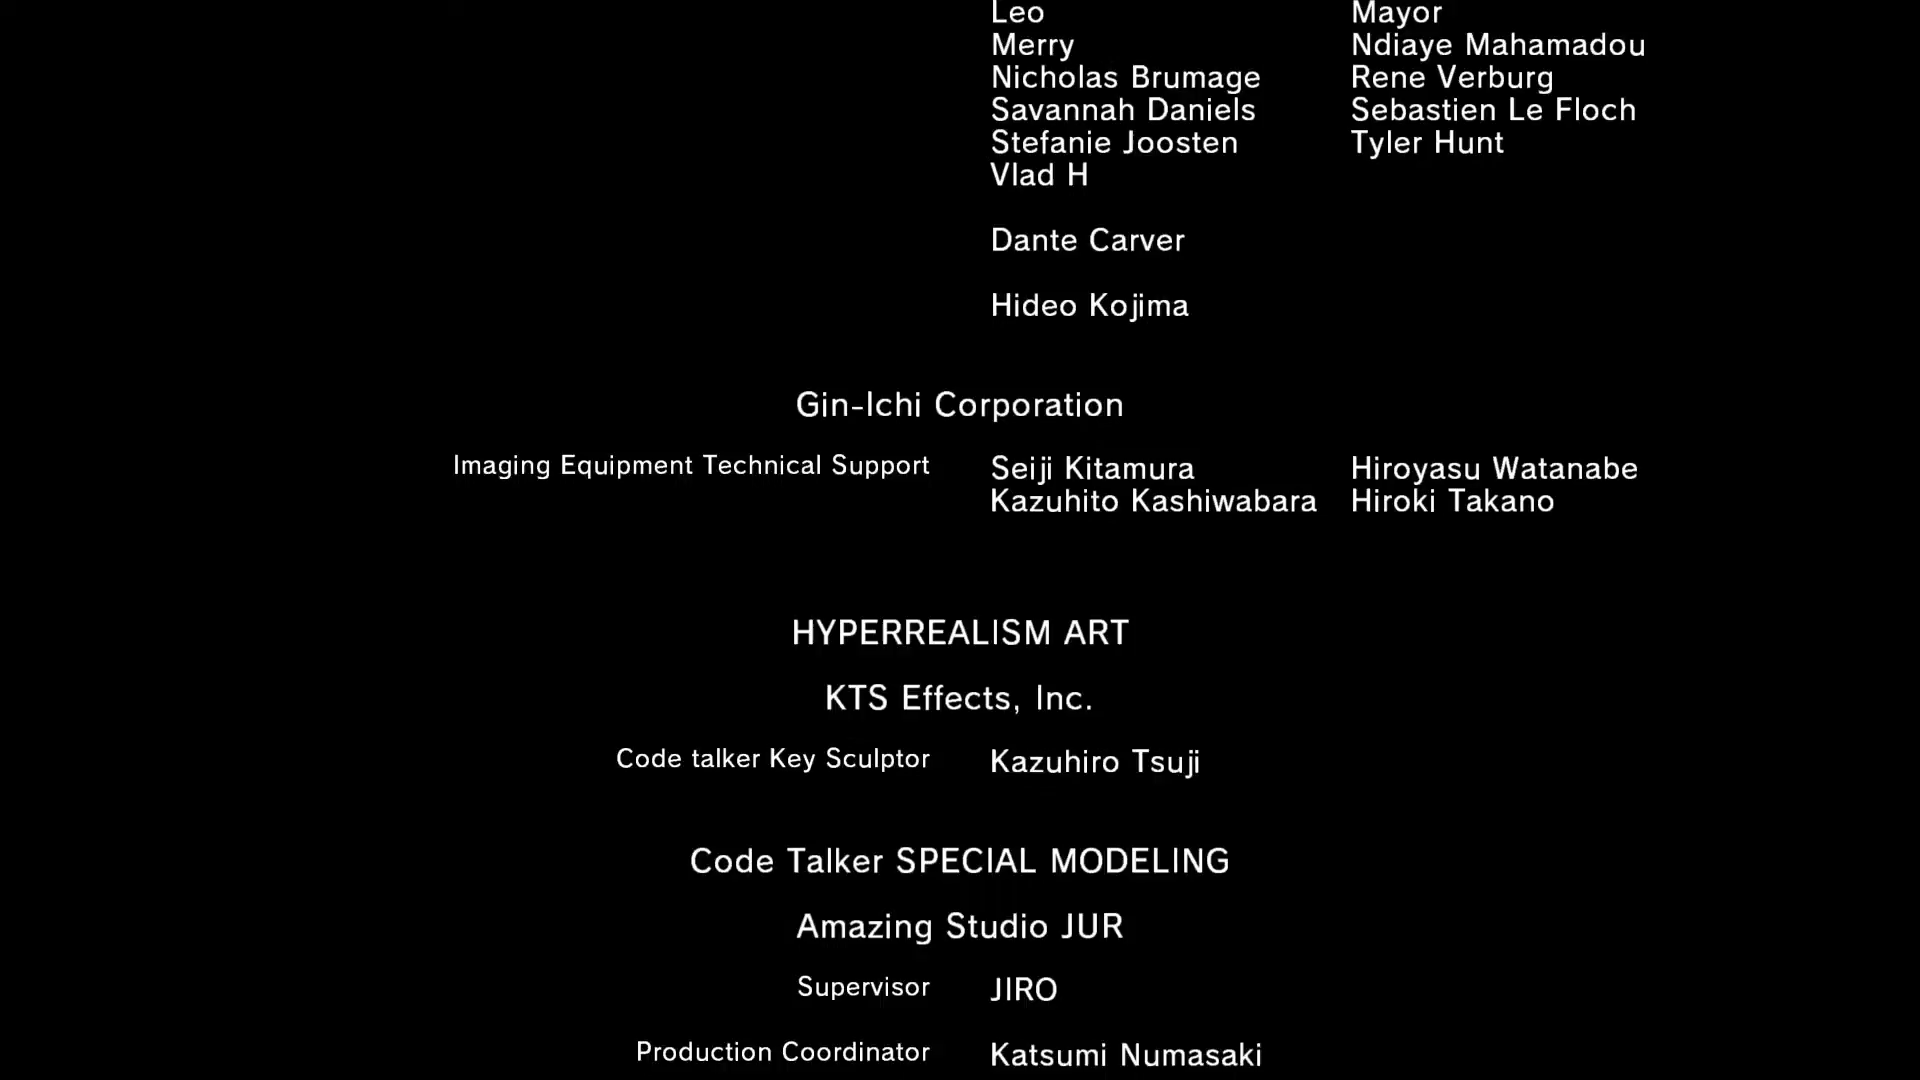 Leo Mayor
Merry Ndiaye Mahamadou
Nicholas Brumage Rene Verburg
Savannah Daniels Sebastien Le Floch
Stefanie Joosten Tyler Hunt
Vlad H
Dante Carver
Hideo Kojima
Gin-Ichi Corporation
Imaging Equipment Technical Support Seiji Kitamura Hiroyasu Watanabe
Kazuhito Kashiwabara Hiroki Takano
HYPERREALISM ART
KTS Effects, Inc.
Code talker Key Sculptor Kazuhiro Tsuji
Code Talker SPECIAL MODELING
Amazing Studio JUR
Supervisor JIRO
Production Coordinator Katsumi Numasaki